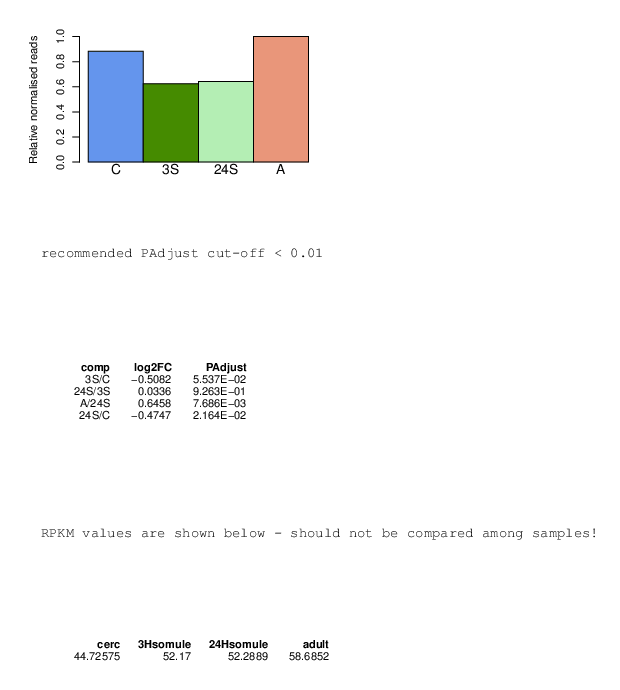 Relative normalised reads
1.0
0.8
0.6
0.4
0.2
0.0
C 3S 24S A
recommended PAdjust cut-off < 0.01
comp log2FC PAdjust
3S/C −0.5082 5.537E−02
24S/3S 0.0336 9.263E−01
A/24S 0.6458 7.686E−03
24S/C −0.4747 2.164E−02
RPKM values are shown below - should not be compared among samples!
cerc 3Hsomule 24Hsomule adult
44.72575 52.17 52.2889 58.6852